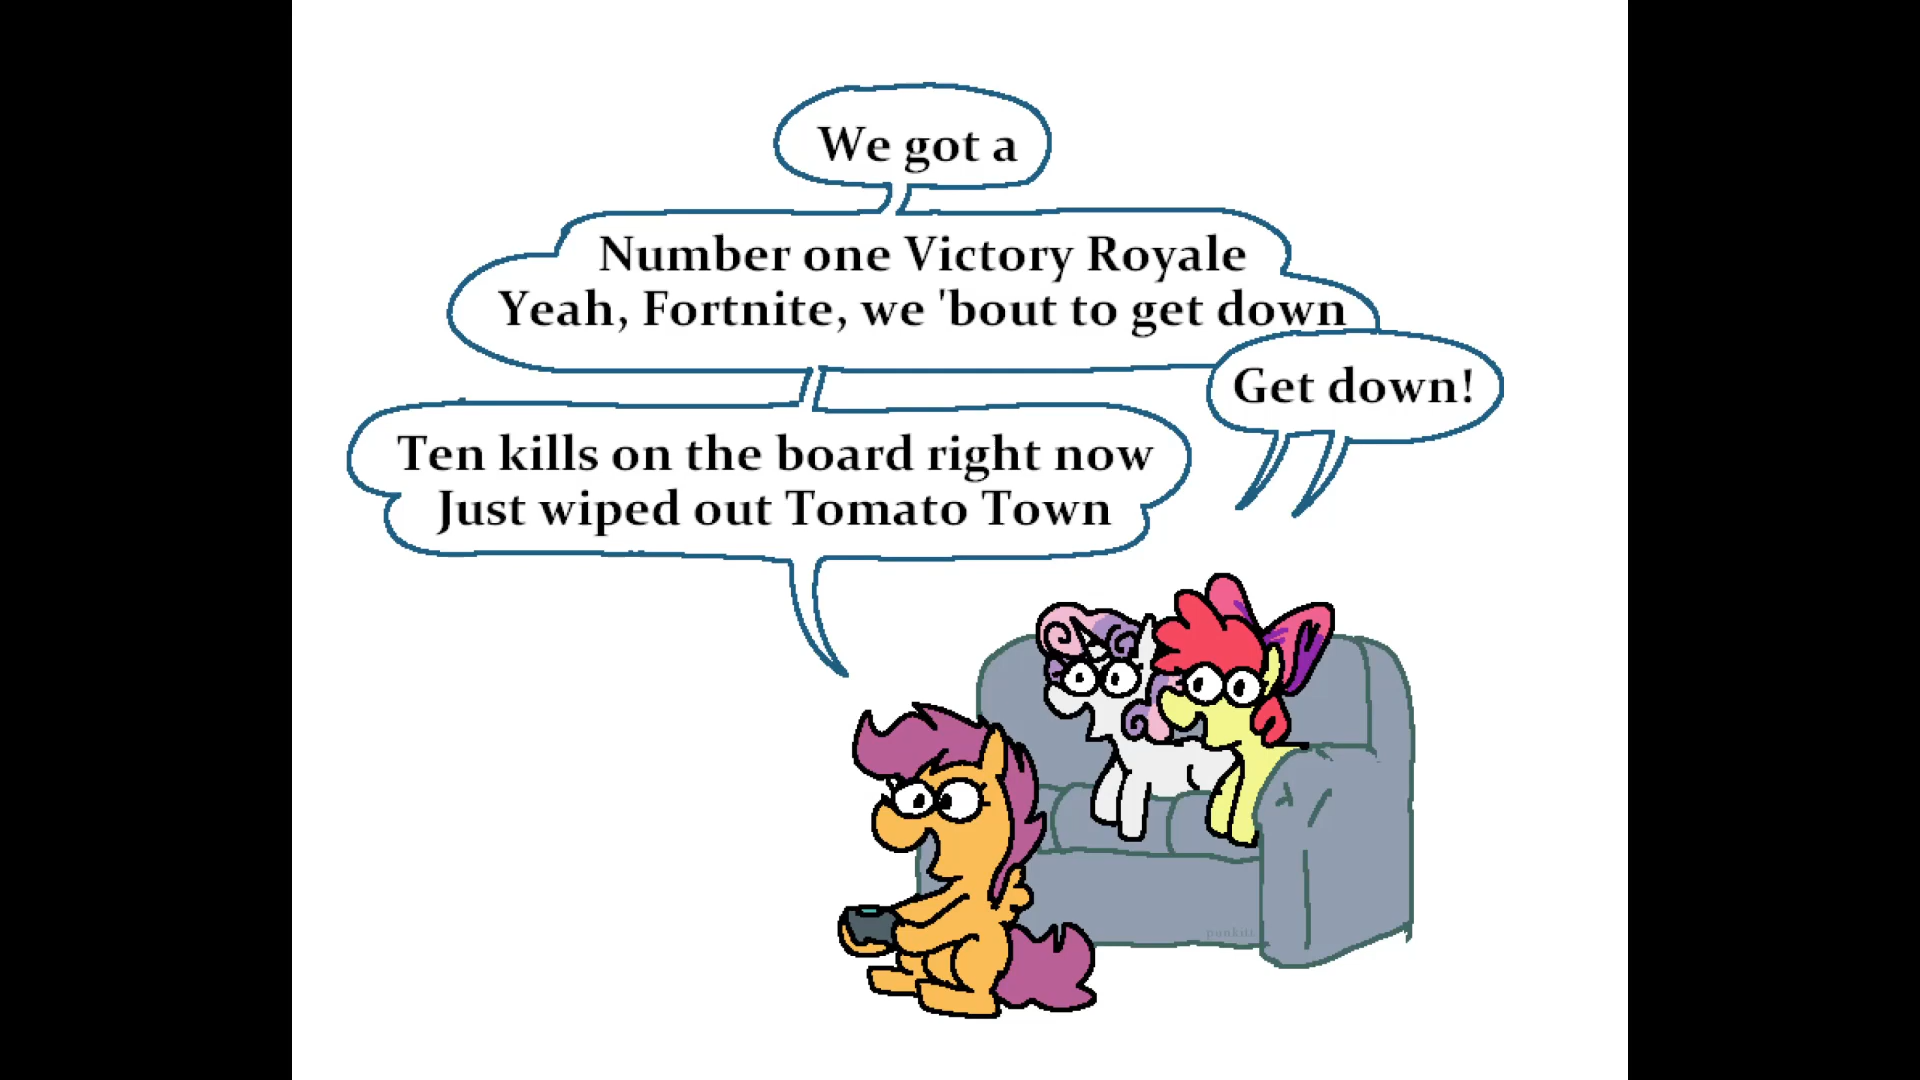 We got a
Number one Victory Royale
Yeah, Fortnite, we 'bout to get down
Get down!
Ten kills on the board right now
Just wiped out Tomato Town
punkitt